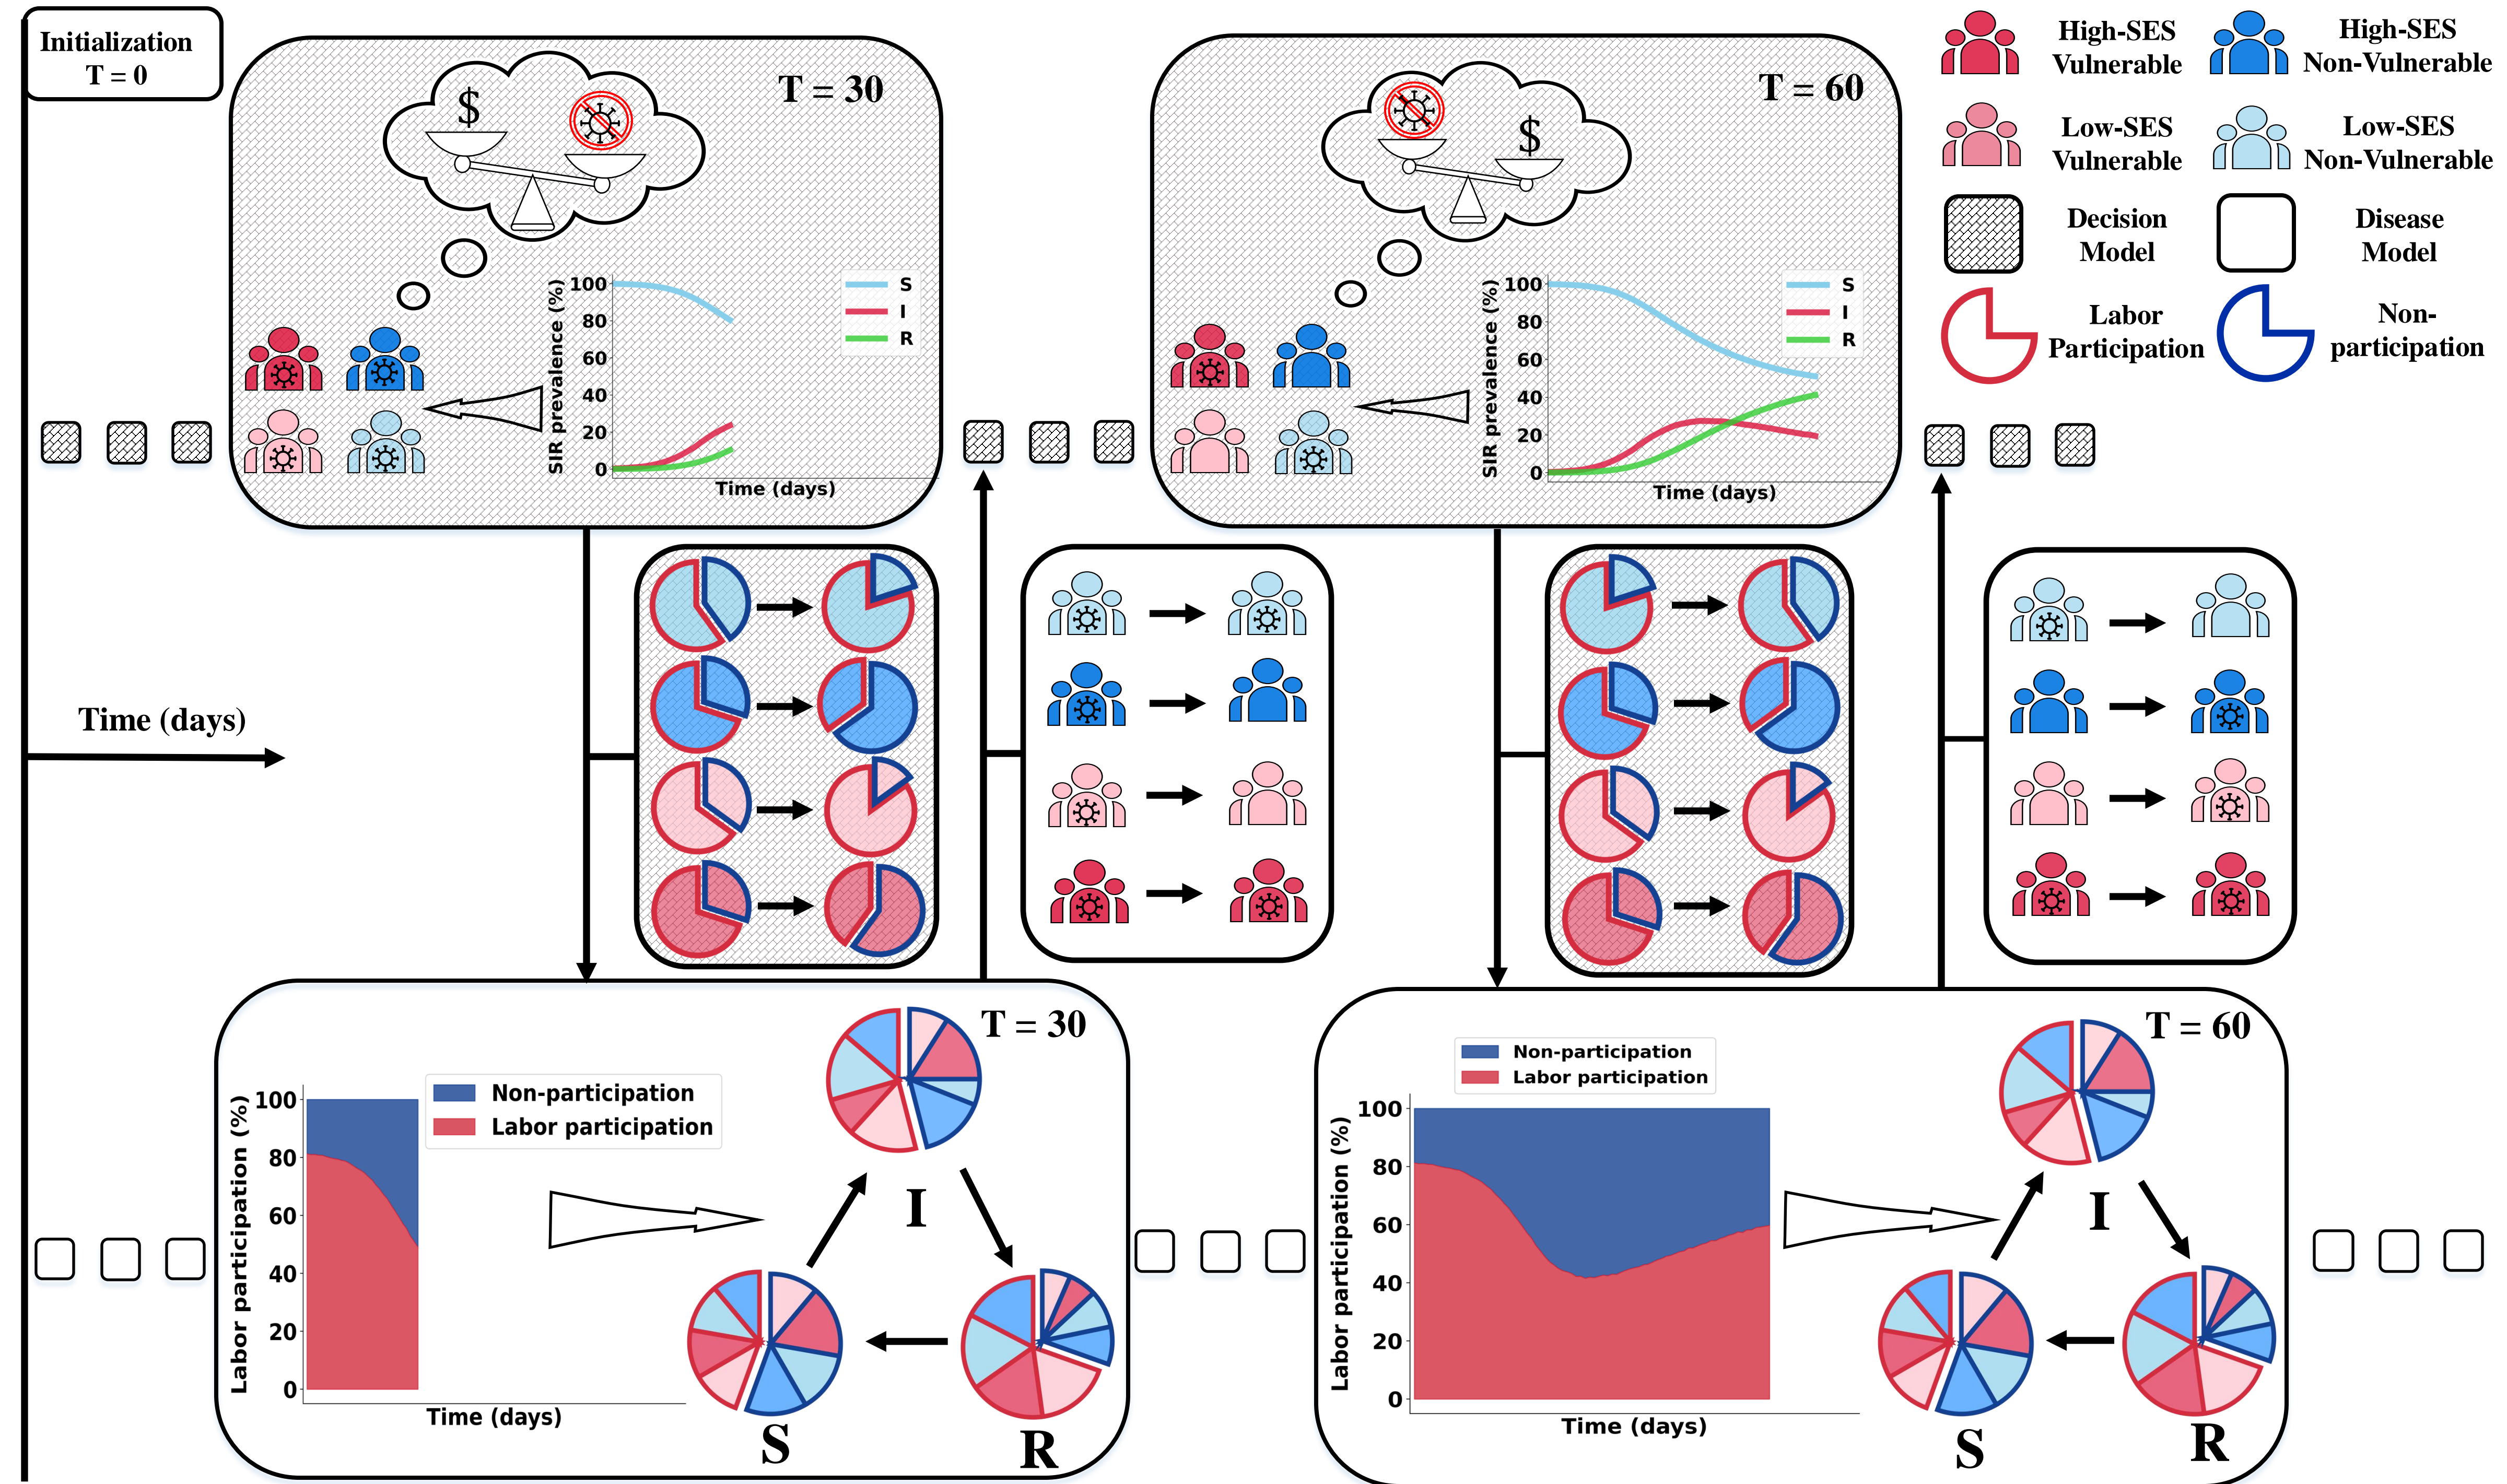 Initialization
T = 0
T = 30
$
SIR prevalence (%)
100
80
60
40
20
0
S
I
R
Time (days)
T = 60
$
SIR prevalence (%)
100
80
60
40
20
0
S
I
R
Time (days)
High-SES
Vulnerable
High-SES
Non-Vulnerable
Low-SES
Vulnerable
Low-SES
Non-Vulnerable
Decision
Model
Disease
Model
Labor
Participation
Non-
participation
Time (days)
T = 30
Labor participation (%)
100
80
60
40
20
0
Non-participation
Labor participation
Time (days)
I
S
R
T = 60
Non-participation
Labor participation
Labor participation (%)
100
80
60
40
20
0
Time (days)
I
S
R